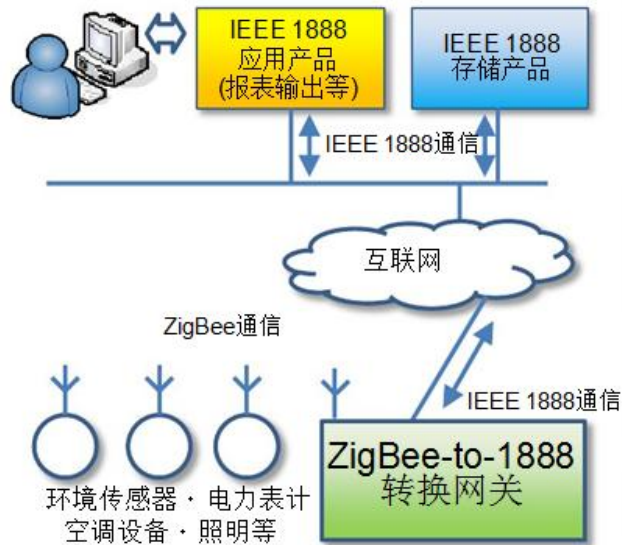 IEEE 1888
应用产品
(报表输出等)
IEEE 1888
存储产品
IEEE 1888通信
互联网
ZigBee通信
IEEE 1888通信
ZigBee-to-1888
转换网关
环境传感器・电力表计
空调设备・照明等